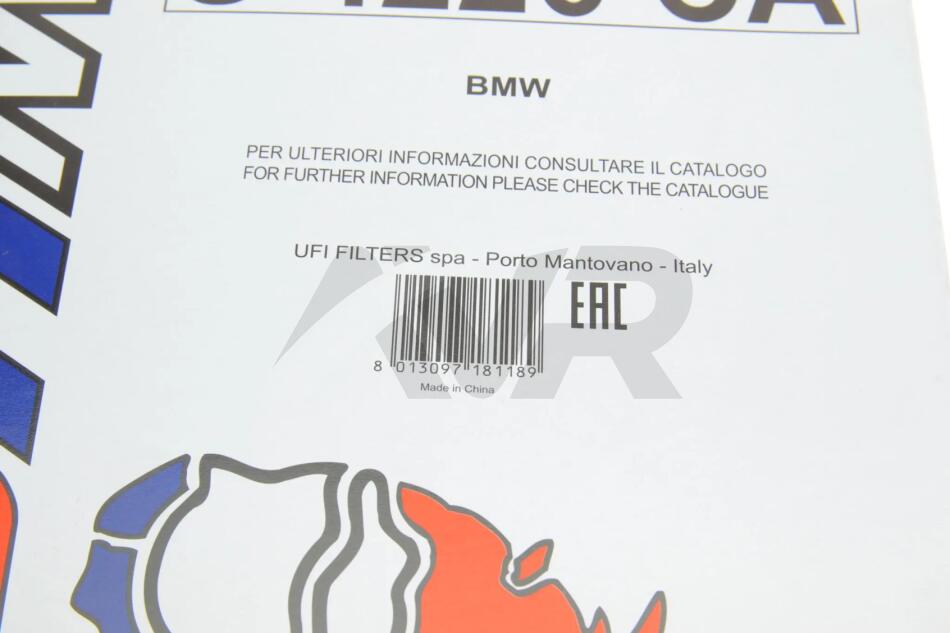 BMW
PER ULTERIORI INFORMAZIONI CONSULTARE IL CATALOGO
FOR FURTHER INFORMATION PLEASE CHECK THE CATALOGUE
UFI FILTERS spa - Porto Mantovano - Italy
EAC
8 013097 181189
Made in China